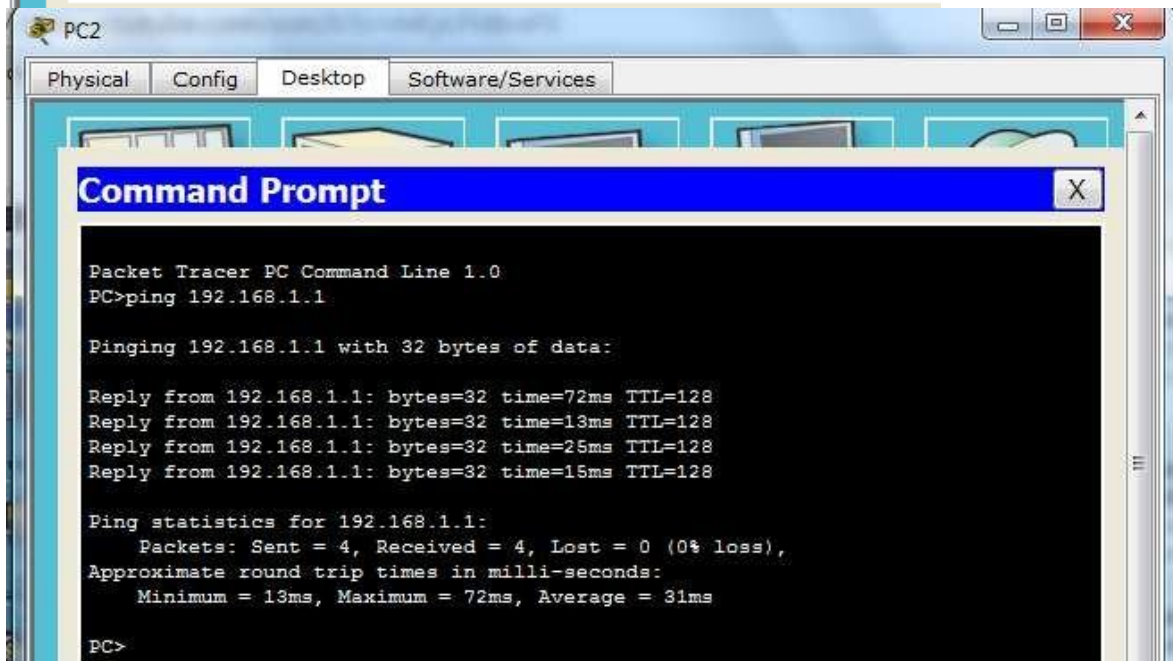 PC2
Physical Config Desktop Software/Services
Command Prompt X
Packet Tracer PC Command Line 1.0
PC>ping 192.168.1.1
Pinging 192.168.1.1 with 32 bytes of data:
Reply from 192.168.1.1: bytes=32 time=72ms TTL=128
Reply from 192.168.1.1: bytes=32 time=13ms TTL=128
Reply from 192.168.1.1: bytes=32 time=25ms TTL=128
Reply from 192.168.1.1: bytes=32 time=15ms TTL=128
Ping statistics for 192.168.1.1:
Packets: Sent = 4, Received = 4, Lost = 0 (0% loss),
Approximate round trip times in milli-seconds:
Minimum = 13ms, Maximum = 72ms, Average = 31ms
PC>